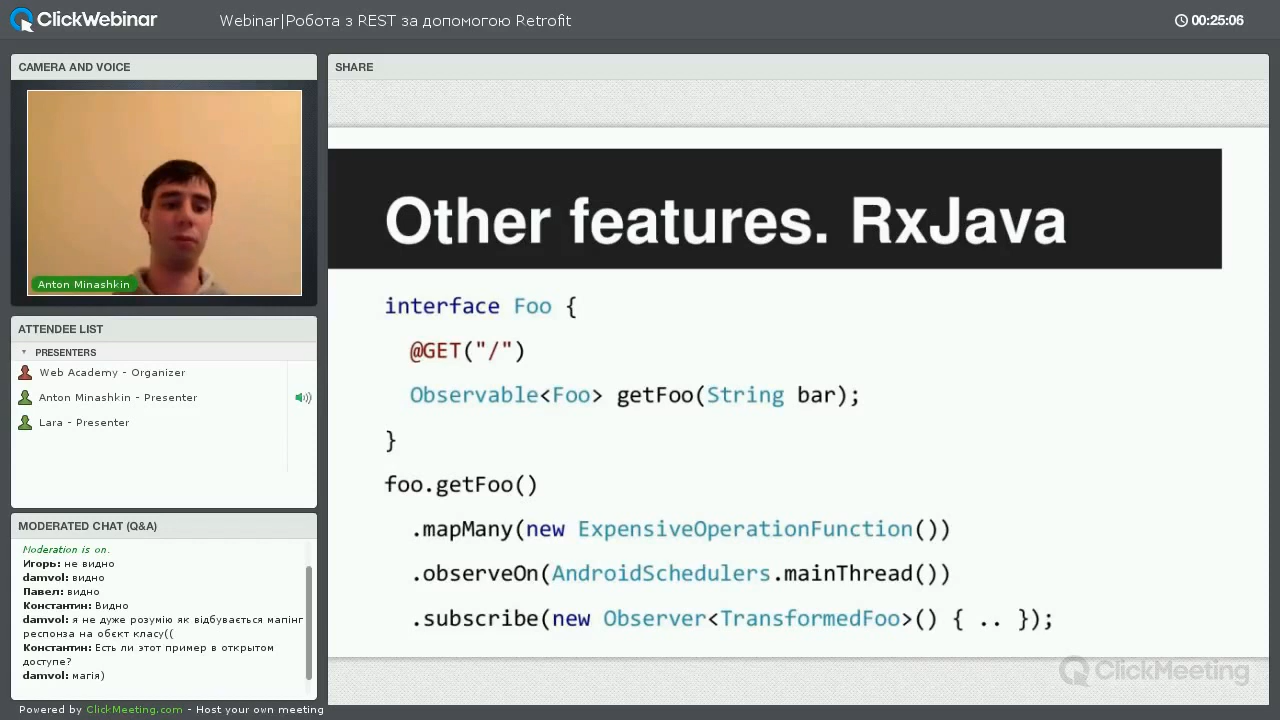 ClickWebinar
Webinar|Робота з REST за допомогою Retrofit
00:25:06
CAMERA AND VOICE
Anton Minashkin
ATTENDEE LIST
PRESENTERS
Web Academy - Organizer
Anton Minashkin - Presenter
Lara - Presenter
MODERATED CHAT (Q&A)
Moderation is on.
Игорь: не видно
damvol: видно
Павел: видно
Константин: Видно
damvol: я не дуже розумію як відбувається мапінг
респонза на обєкт класу((
Константин: Есть ли этот пример в открытом
доступе?
damvol: магія)
SHARE
Other features. RxJava
interface Foo {
@GET("/")
Observable<Foo> getFoo(String bar);
}
foo.getFoo()
.mapMany(new ExpensiveOperationFunction())
.observeOn(AndroidSchedulers.mainThread())
.subscribe(new Observer<TransformedFoo>() { .. });
ClickMeeting
Powered by ClickMeeting.com - Host your own meeting